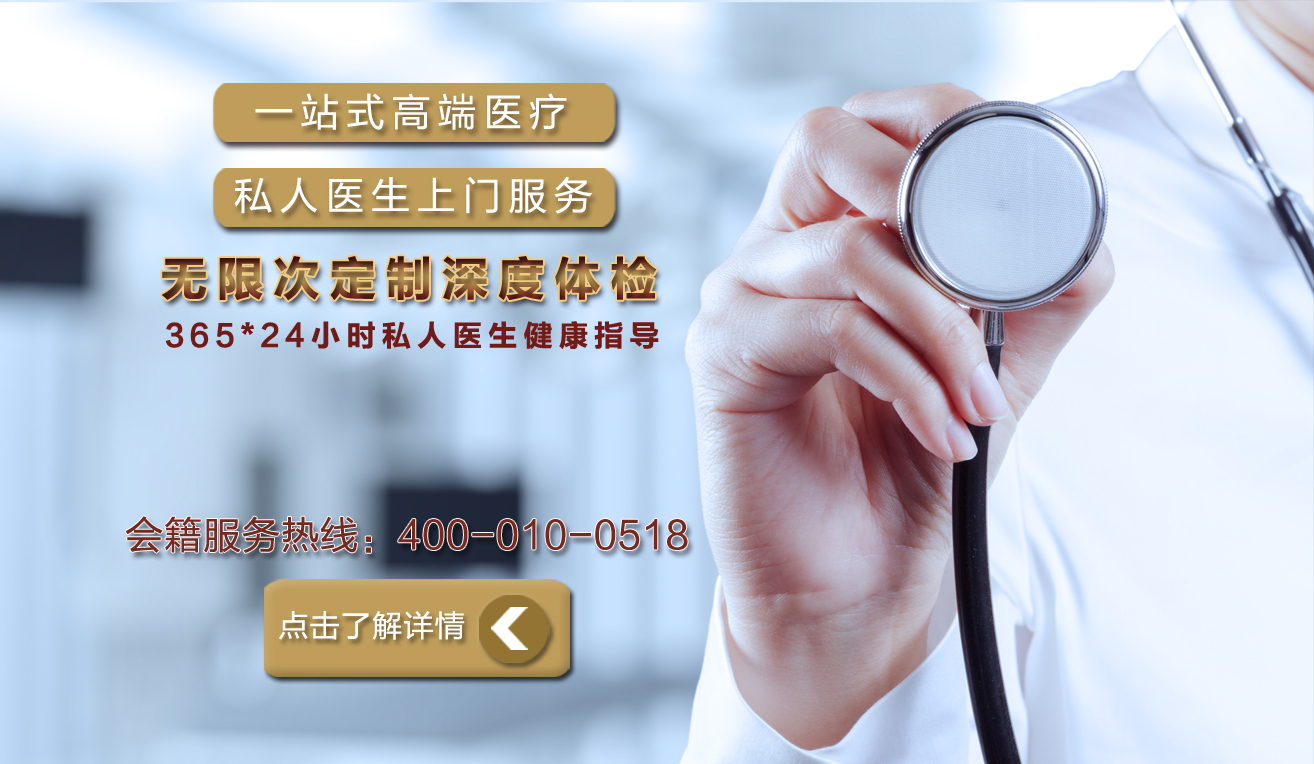 一站式高端医疗
私人医生上门服务
无限次定制深度体检
365*24小时私人医生健康指导
会籍服务热线：400-010-0518
点击了解详情